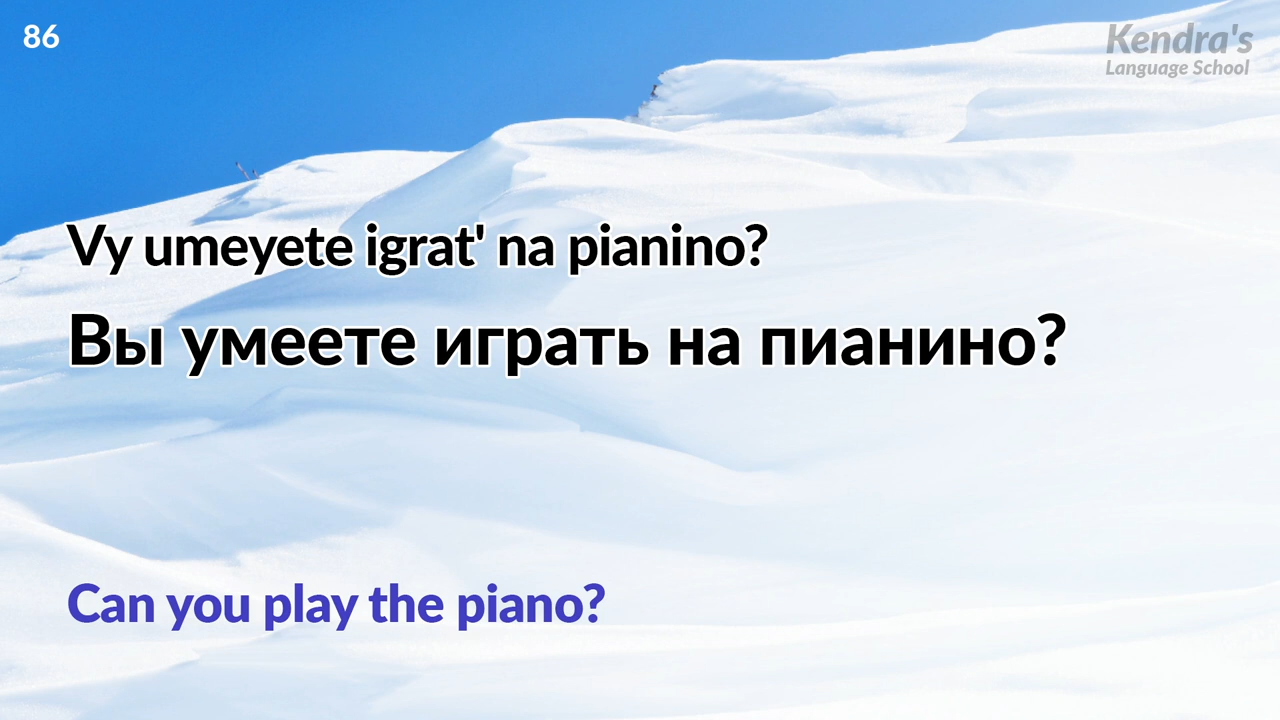 86
Kendra's
Language School
Vy umeyete igrat' na pianino?
Вы умеете играть на пианино?
Can you play the piano?